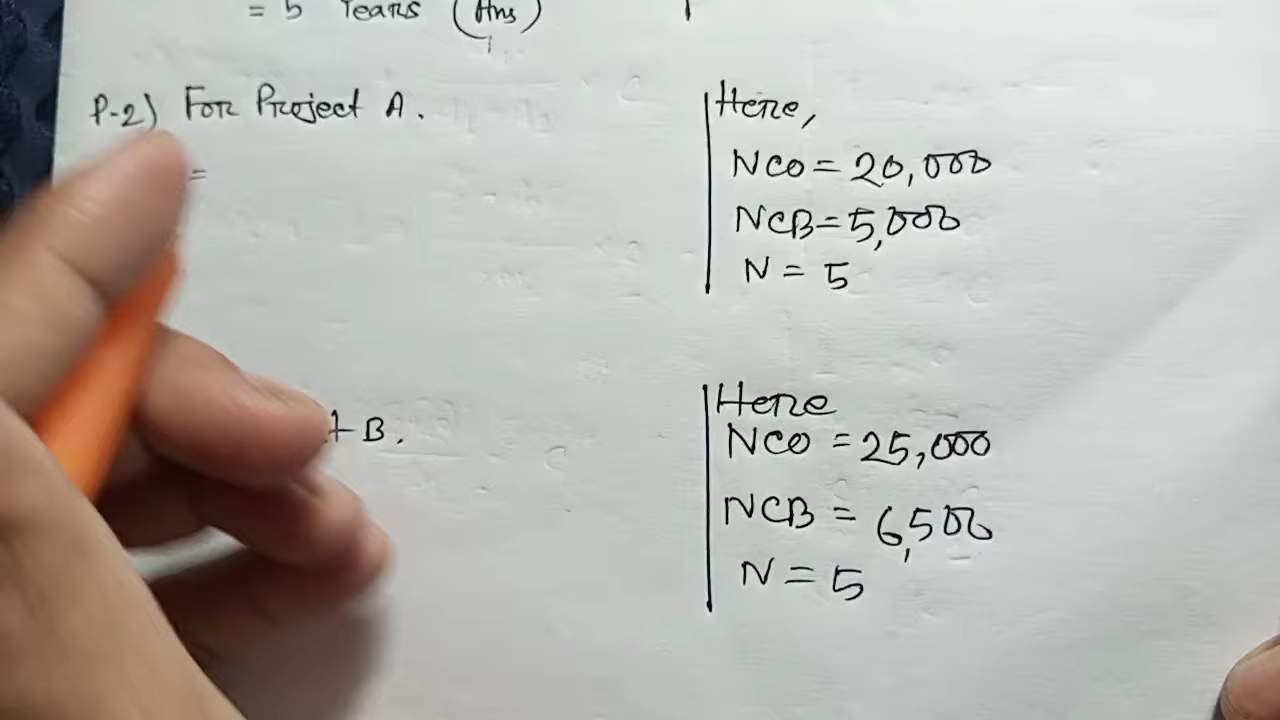 = 5 Years (Ans)
P-2) For Project A.
Here,
NCO = 20,000
NCB = 5,000
N = 5
=
B.
Here
NCO = 25,000
NCB = 6,500
N = 5